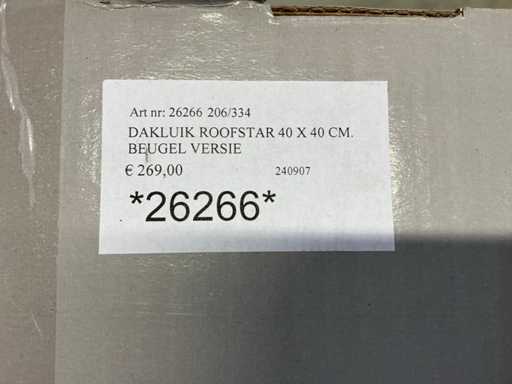 Art nr: 26266 206/334
DAKLUIK ROOFSTAR 40 X 40 CM.
BEUGEL VERSIE
€ 269,00 240907
*26266*